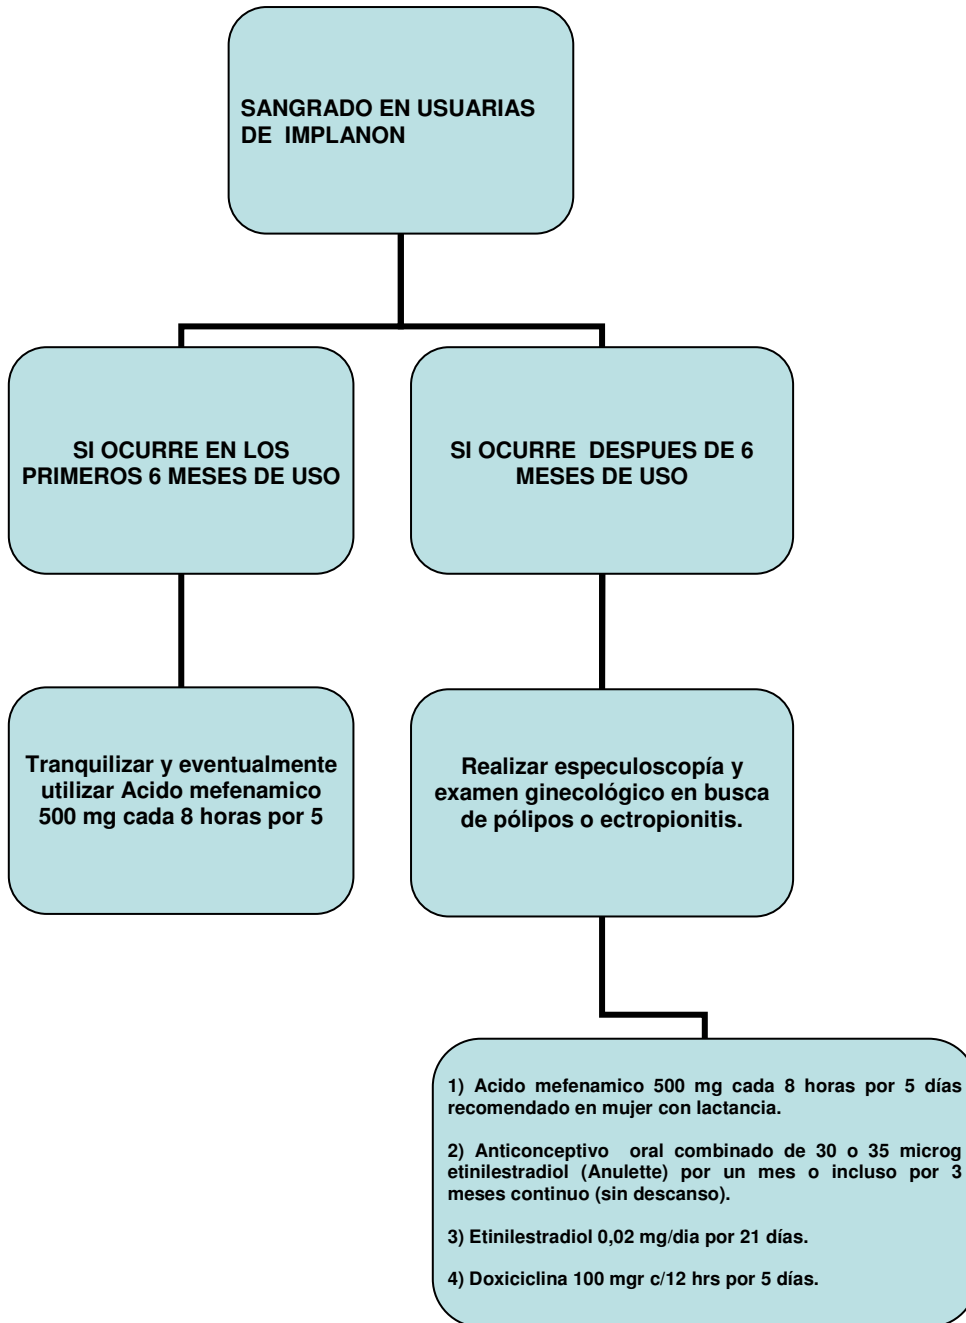 SANGRADO EN USUARIAS
DE IMPLANON
SI OCURRE EN LOS
PRIMEROS 6 MESES DE USO
SI OCURRE DESPUES DE 6
MESES DE USO
Tranquilizar y eventualmente
utilizar Acido mefenamico
500 mg cada 8 horas por 5
Realizar especuloscopía y
examen ginecológico en busca
de pólipos o ectropionitis.
1) Acido mefenamico 500 mg cada 8 horas por 5 días
recomendado en mujer con lactancia.
2) Anticonceptivo oral combinado de 30 o 35 microg
etinilestradiol (Anulette) por un mes o incluso por 3
meses continuo (sin descanso).
3) Etinilestradiol 0,02 mg/dia por 21 días.
4) Doxiciclina 100 mgr c/12 hrs por 5 días.